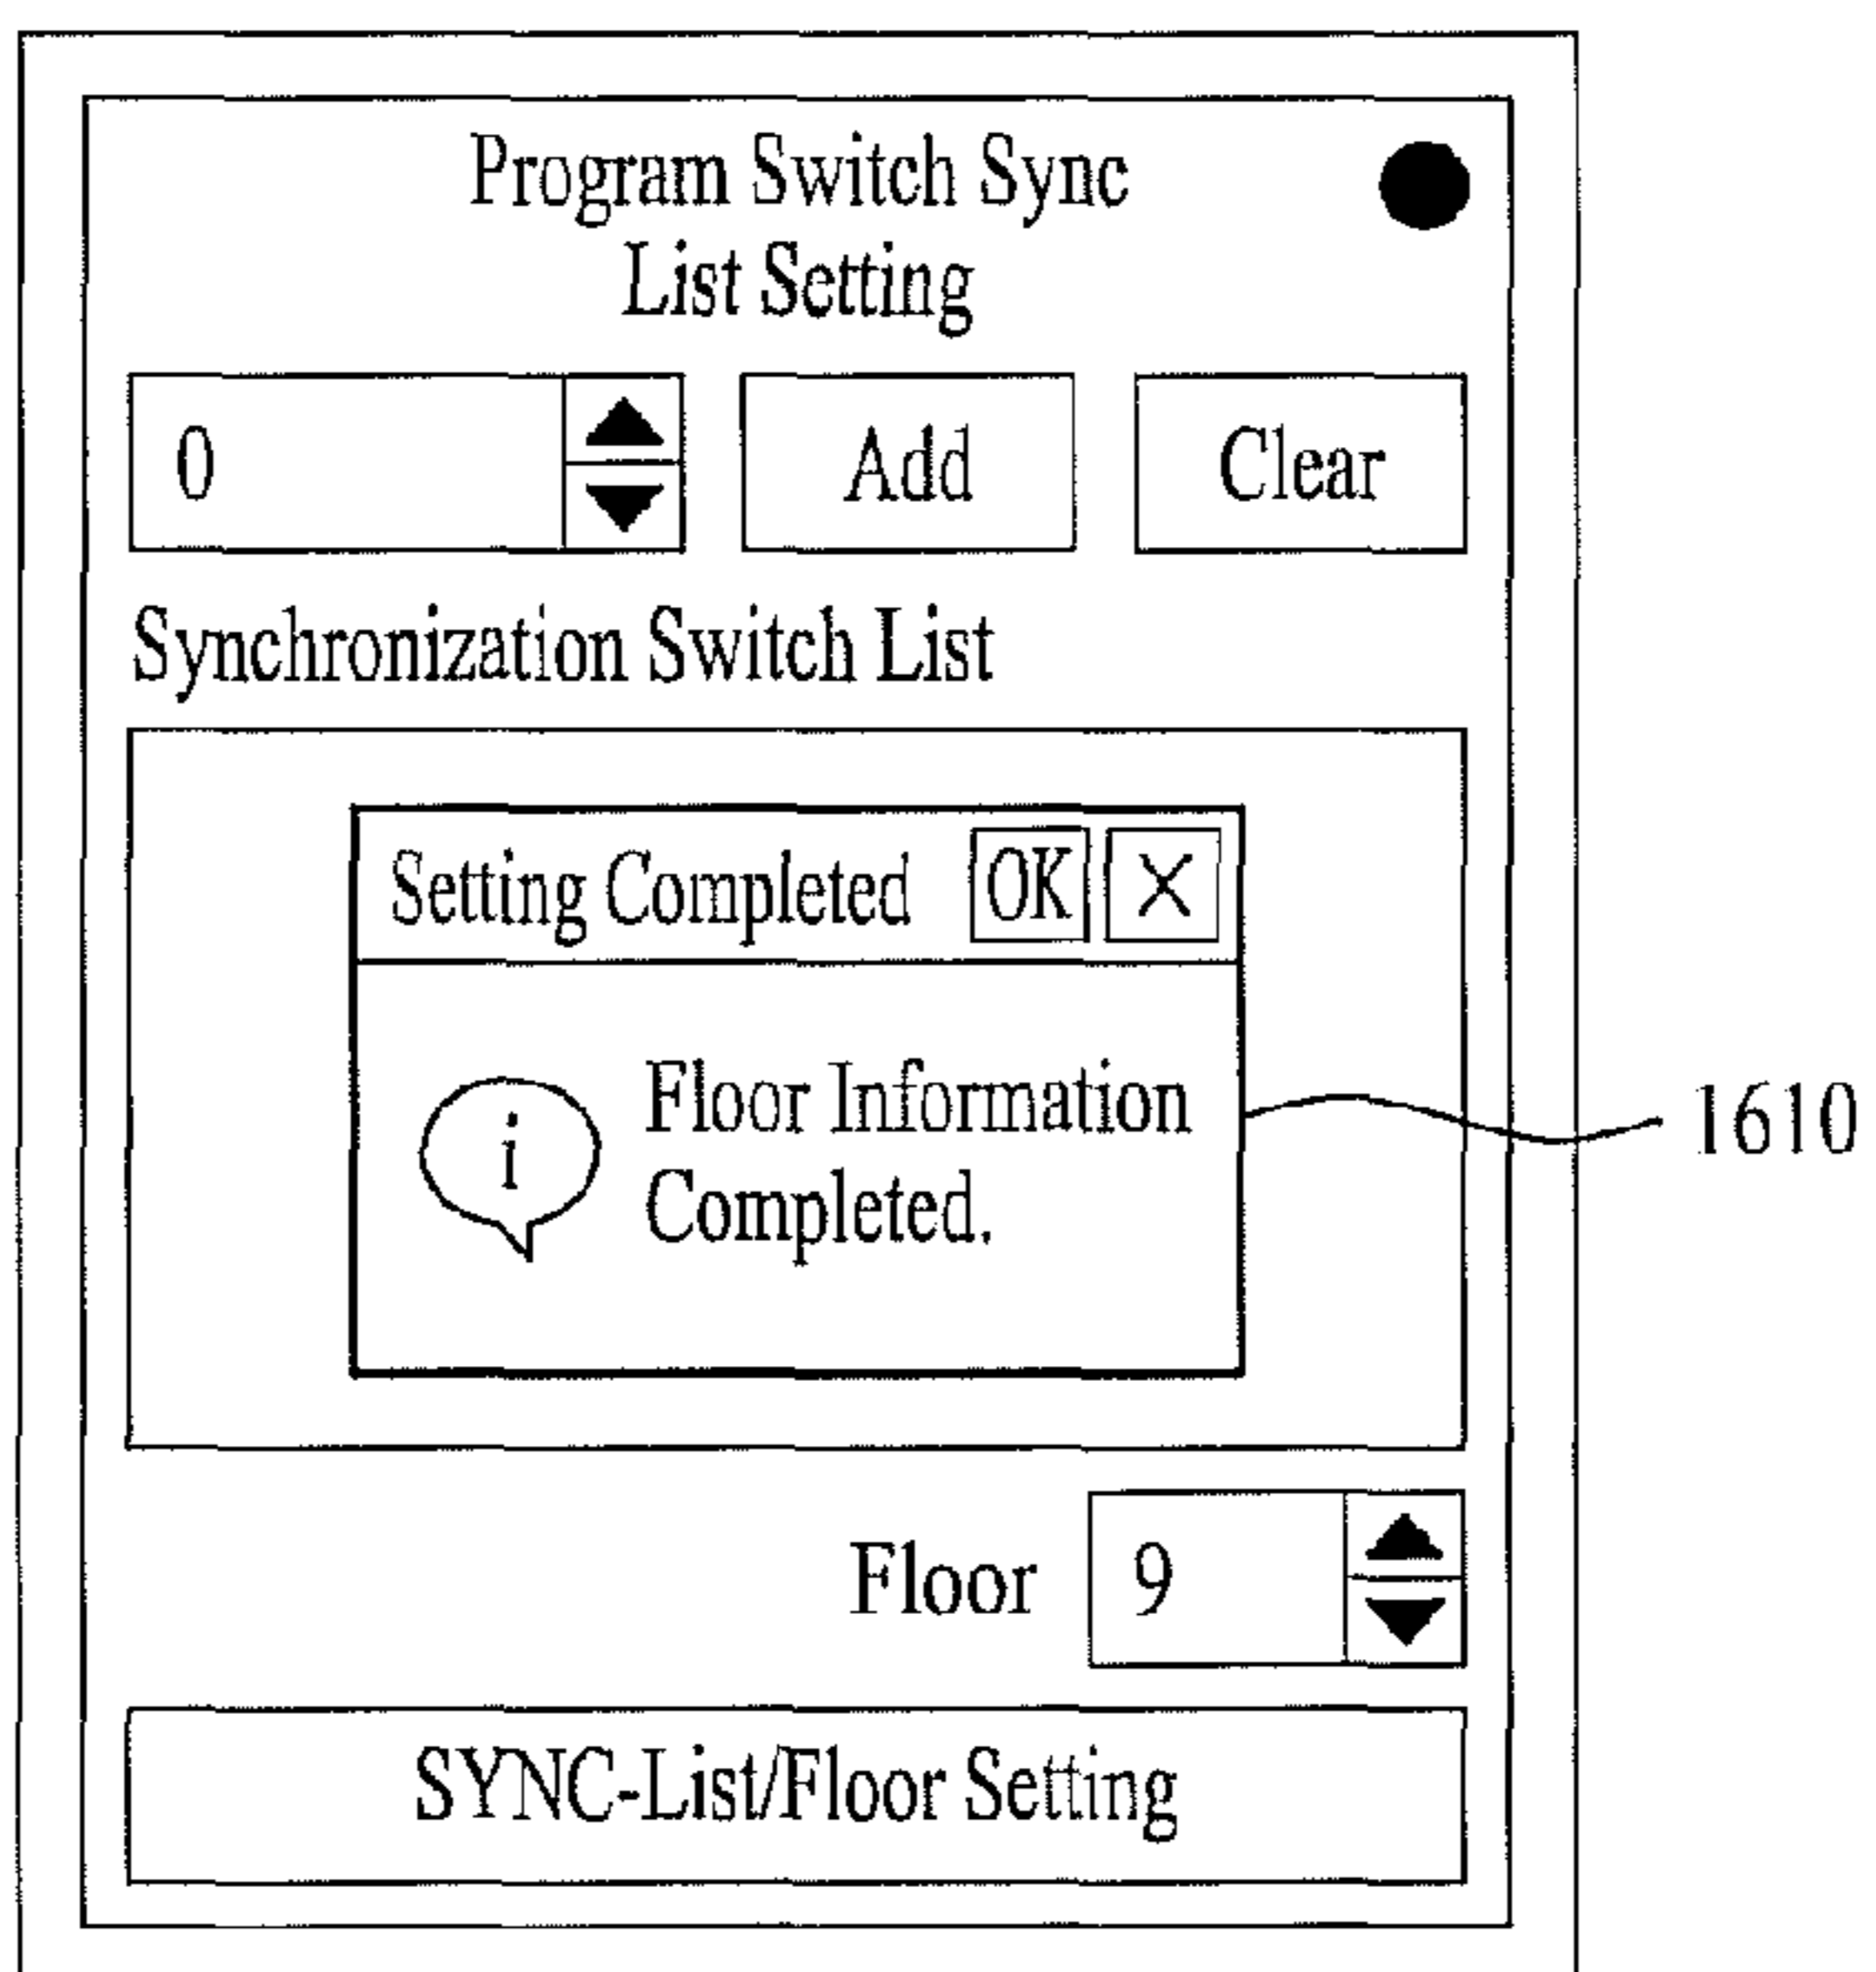 Program Switch Sync
List Setting
0
Add
Clear
Synchronization Switch List
Setting Completed
OK
X
i
Floor Information
Completed.
1610
Floor
9
SYNC-List/Floor Setting